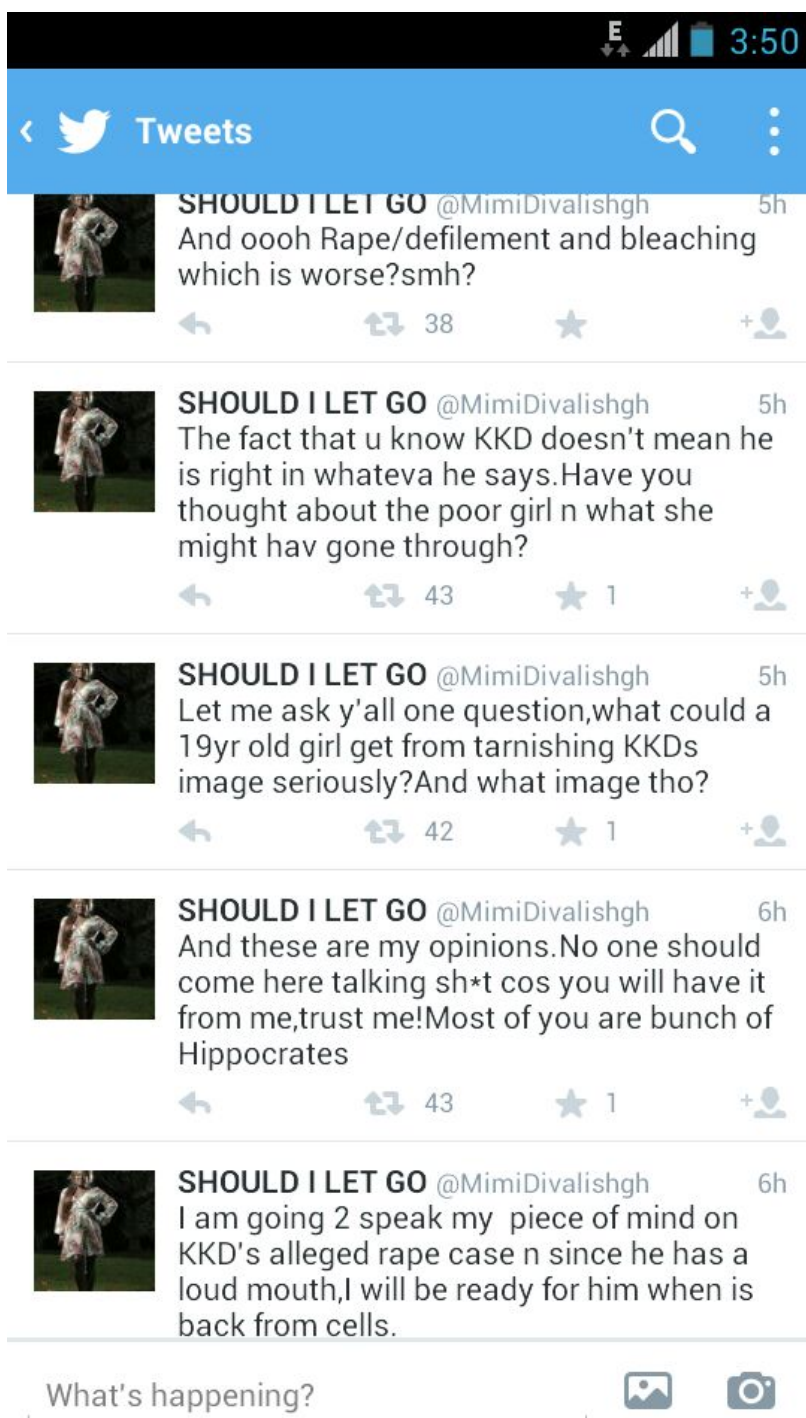 E 3:50
Tweets
SHOULD I LET GO @MimiDivalishgh 5h
And oooh Rape/defilement and bleaching
which is worse?smh?
38
SHOULD I LET GO @MimiDivalishgh 5h
The fact that u know KKD doesn't mean he
is right in whateva he says.Have you
thought about the poor girl n what she
might hav gone through?
43 1
SHOULD I LET GO @MimiDivalishgh 5h
Let me ask y'all one question,what could a
19yr old girl get from tarnishing KKDs
image seriously?And what image tho?
42 1
SHOULD I LET GO @MimiDivalishgh 6h
And these are my opinions.No one should
come here talking sh*t cos you will have it
from me,trust me!Most of you are bunch of
Hippocrates
43 1
SHOULD I LET GO @MimiDivalishgh 6h
I am going 2 speak my  piece of mind on
KKD's alleged rape case n since he has a
loud mouth,I will be ready for him when is
back from cells.
What's happening?